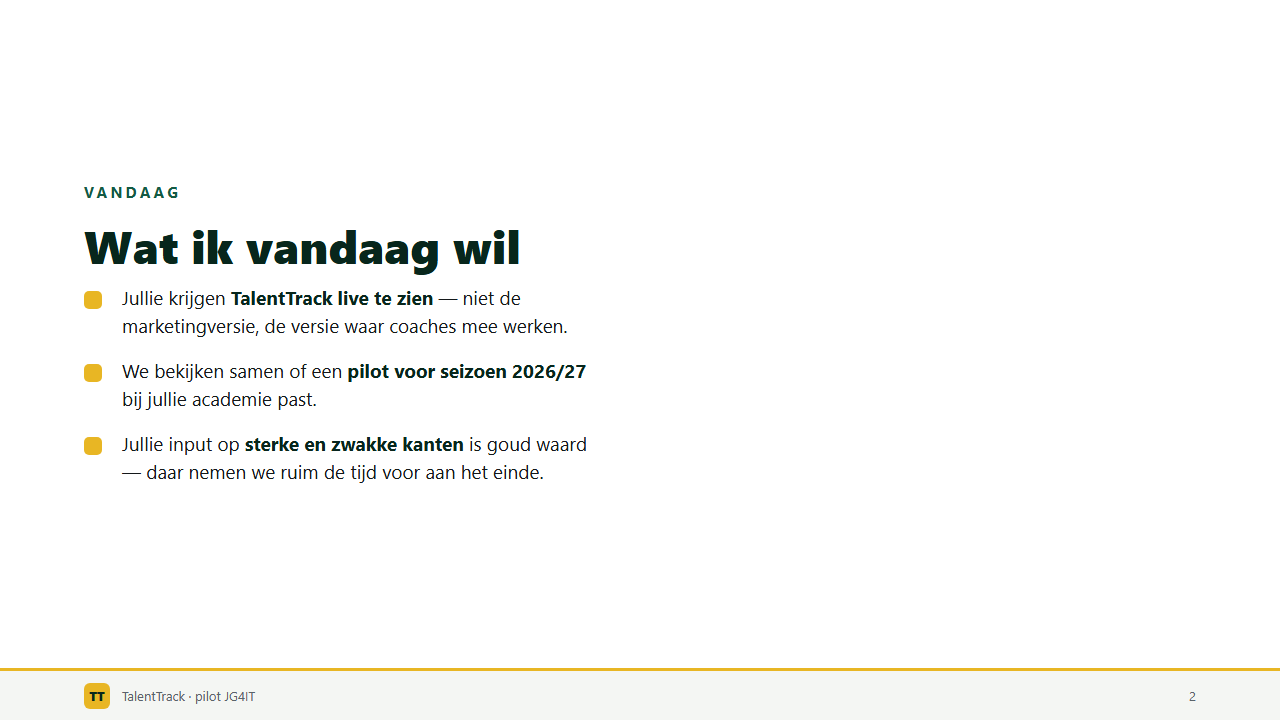 VANDAAG
Wat ik vandaag wil
Jullie krijgen TalentTrack live te zien — niet de
marketingversie, de versie waar coaches mee werken.
We bekijken samen of een pilot voor seizoen 2026/27
bij jullie academie past.
Jullie input op sterke en zwakke kanten is goud waard
— daar nemen we ruim de tijd voor aan het einde.
TT TalentTrack · pilot JG4IT 2